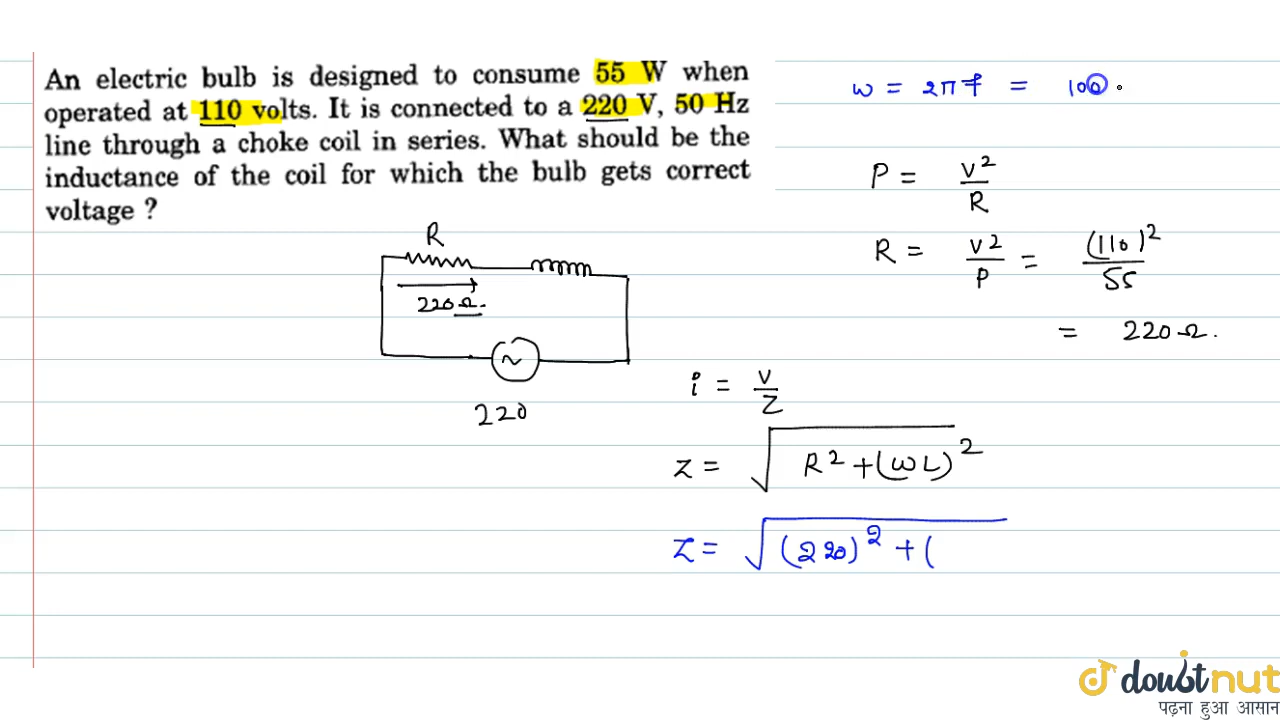 An electric bulb is designed to consume 55 W when
operated at 110 volts. It is connected to a 220 V, 50 Hz
line through a choke coil in series. What should be the
inductance of the coil for which the bulb gets correct
voltage ?
ω = 2πf = 100 ·
P = V²/R
R = V²/P = (110)²/55
= 220 Ω.
R
220 Ω.
~
220
i = V/Z
Z = √R² + (ωL)²
Z = √(220)² + (
doubtnut
पढ़ना हुआ आसान